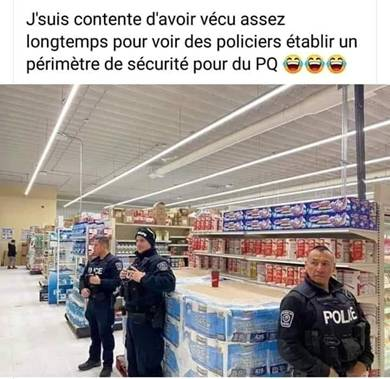 J'suis contente d'avoir vécu assez
longtemps pour voir des policiers établir un
périmètre de sécurité pour du PQ 😂😂😂
POLICE